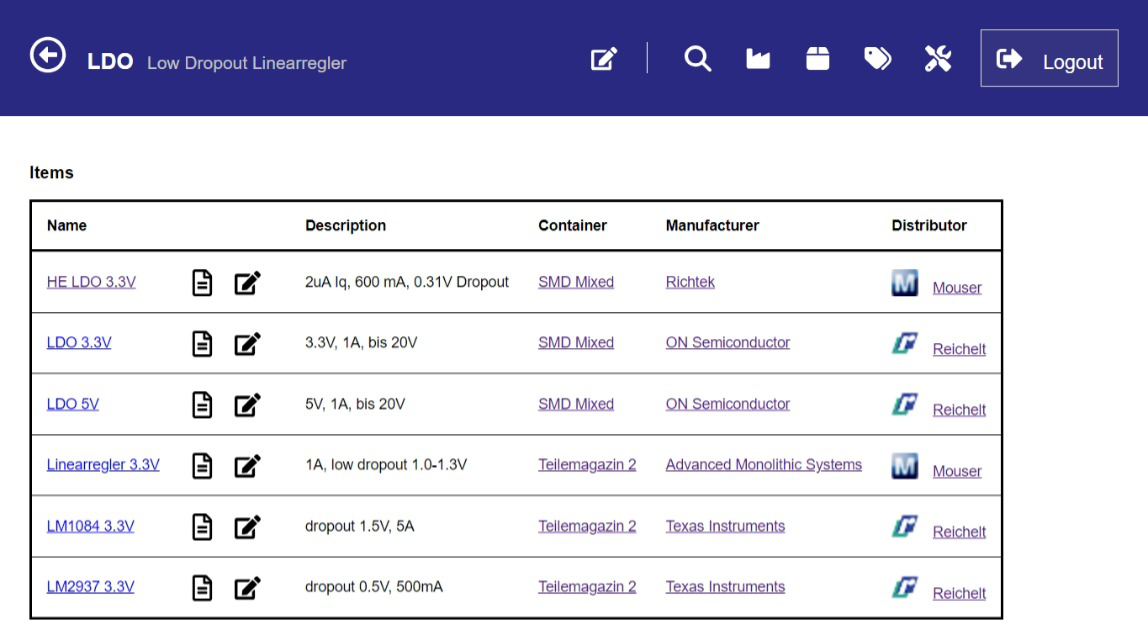 LDO Low Dropout Linearregler Logout
Items
Name Description Container Manufacturer Distributor
HE LDO 3.3V 2uA Iq, 600 mA, 0.31V Dropout SMD Mixed Richtek M Mouser
LDO 3.3V 3.3V, 1A, bis 20V SMD Mixed ON Semiconductor Reichelt
LDO 5V 5V, 1A, bis 20V SMD Mixed ON Semiconductor Reichelt
Linearregler 3.3V 1A, low dropout 1.0-1.3V Teilemagazin 2 Advanced Monolithic Systems M Mouser
LM1084 3.3V dropout 1.5V, 5A Teilemagazin 2 Texas Instruments Reichelt
LM2937 3.3V dropout 0.5V, 500mA Teilemagazin 2 Texas Instruments Reichelt